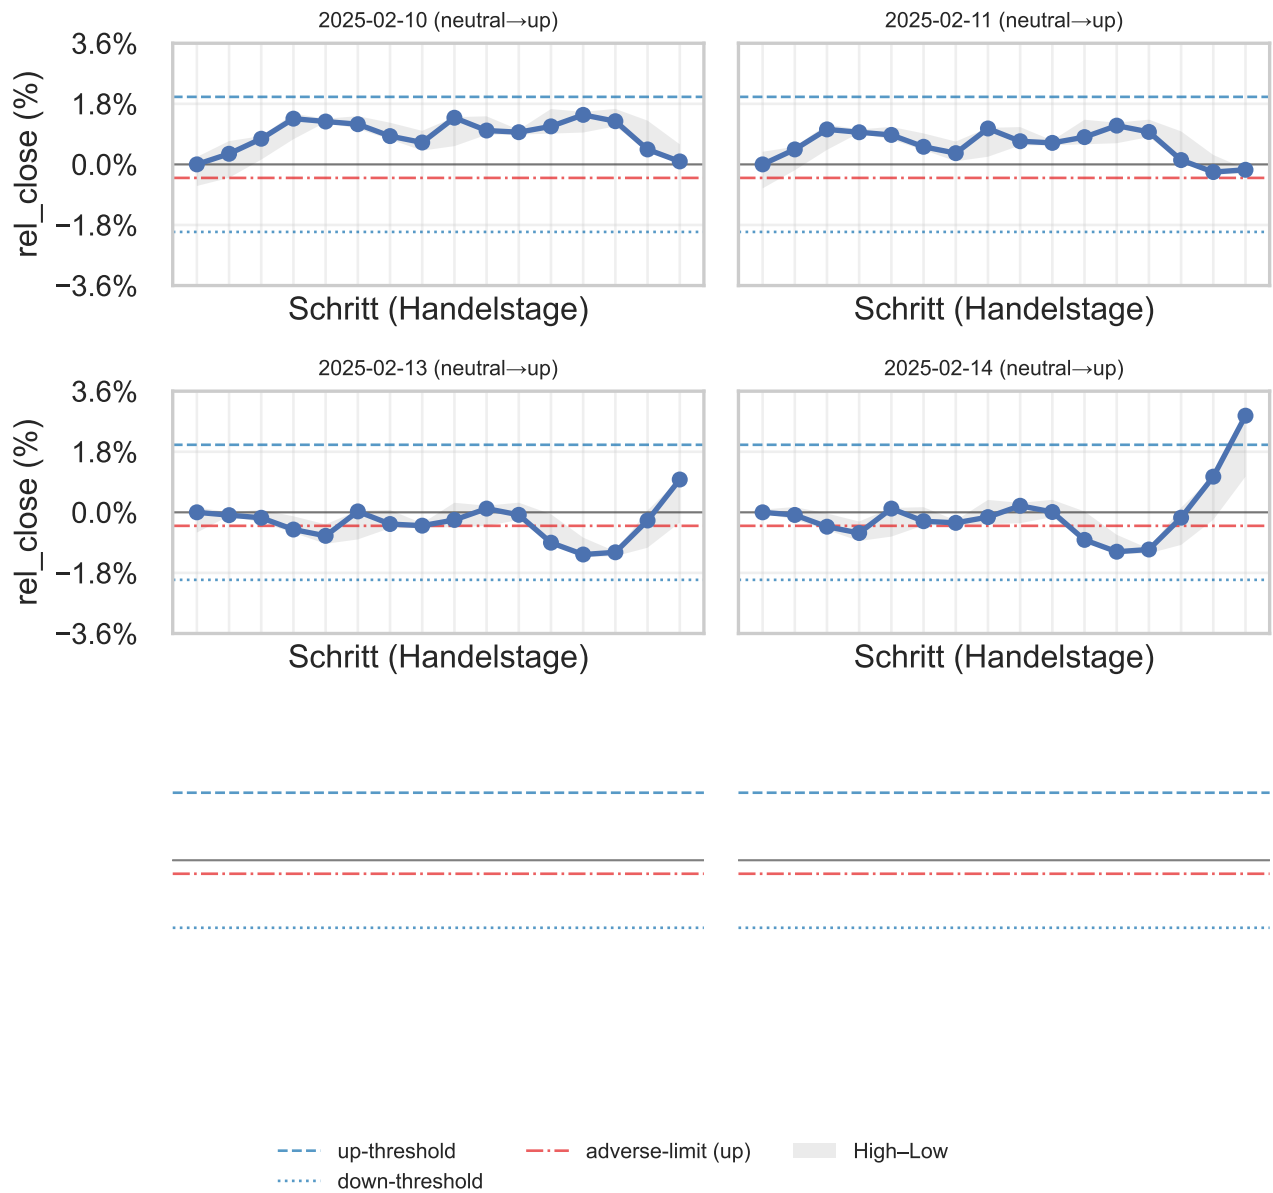 2025-02-10 (neutral→up)
2025-02-11 (neutral→up)
3.6%
1.8%
0.0%
−1.8%
−3.6%
rel_close (%)
Schritt (Handelstage)
Schritt (Handelstage)
2025-02-13 (neutral→up)
2025-02-14 (neutral→up)
3.6%
1.8%
0.0%
−1.8%
−3.6%
rel_close (%)
Schritt (Handelstage)
Schritt (Handelstage)
up-threshold
down-threshold
adverse-limit (up)
High–Low